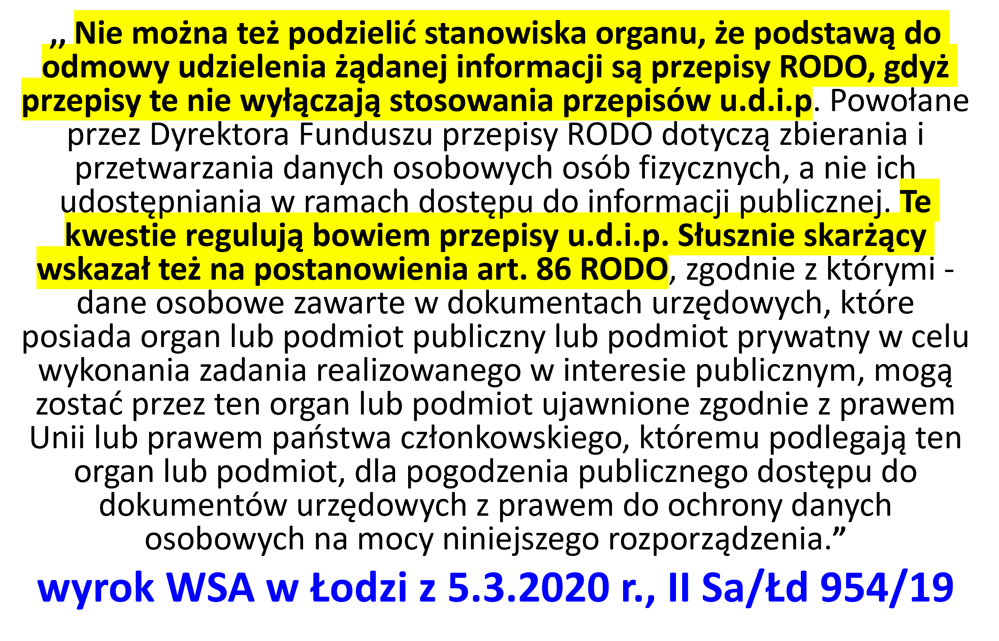 ,, Nie można też podzielić stanowiska organu, że podstawą do
odmowy udzielenia żądanej informacji są przepisy RODO, gdyż
przepisy te nie wyłączają stosowania przepisów u.d.i.p. Powołane
przez Dyrektora Funduszu przepisy RODO dotyczą zbierania i
przetwarzania danych osobowych osób fizycznych, a nie ich
udostępniania w ramach dostępu do informacji publicznej. Te
kwestie regulują bowiem przepisy u.d.i.p. Słusznie skarżący
wskazał też na postanowienia art. 86 RODO, zgodnie z którymi -
dane osobowe zawarte w dokumentach urzędowych, które
posiada organ lub podmiot publiczny lub podmiot prywatny w celu
wykonania zadania realizowanego w interesie publicznym, mogą
zostać przez ten organ lub podmiot ujawnione zgodnie z prawem
Unii lub prawem państwa członkowskiego, któremu podlegają ten
organ lub podmiot, dla pogodzenia publicznego dostępu do
dokumentów urzędowych z prawem do ochrony danych
osobowych na mocy niniejszego rozporządzenia.”
wyrok WSA w Łodzi z 5.3.2020 r., II Sa/Łd 954/19